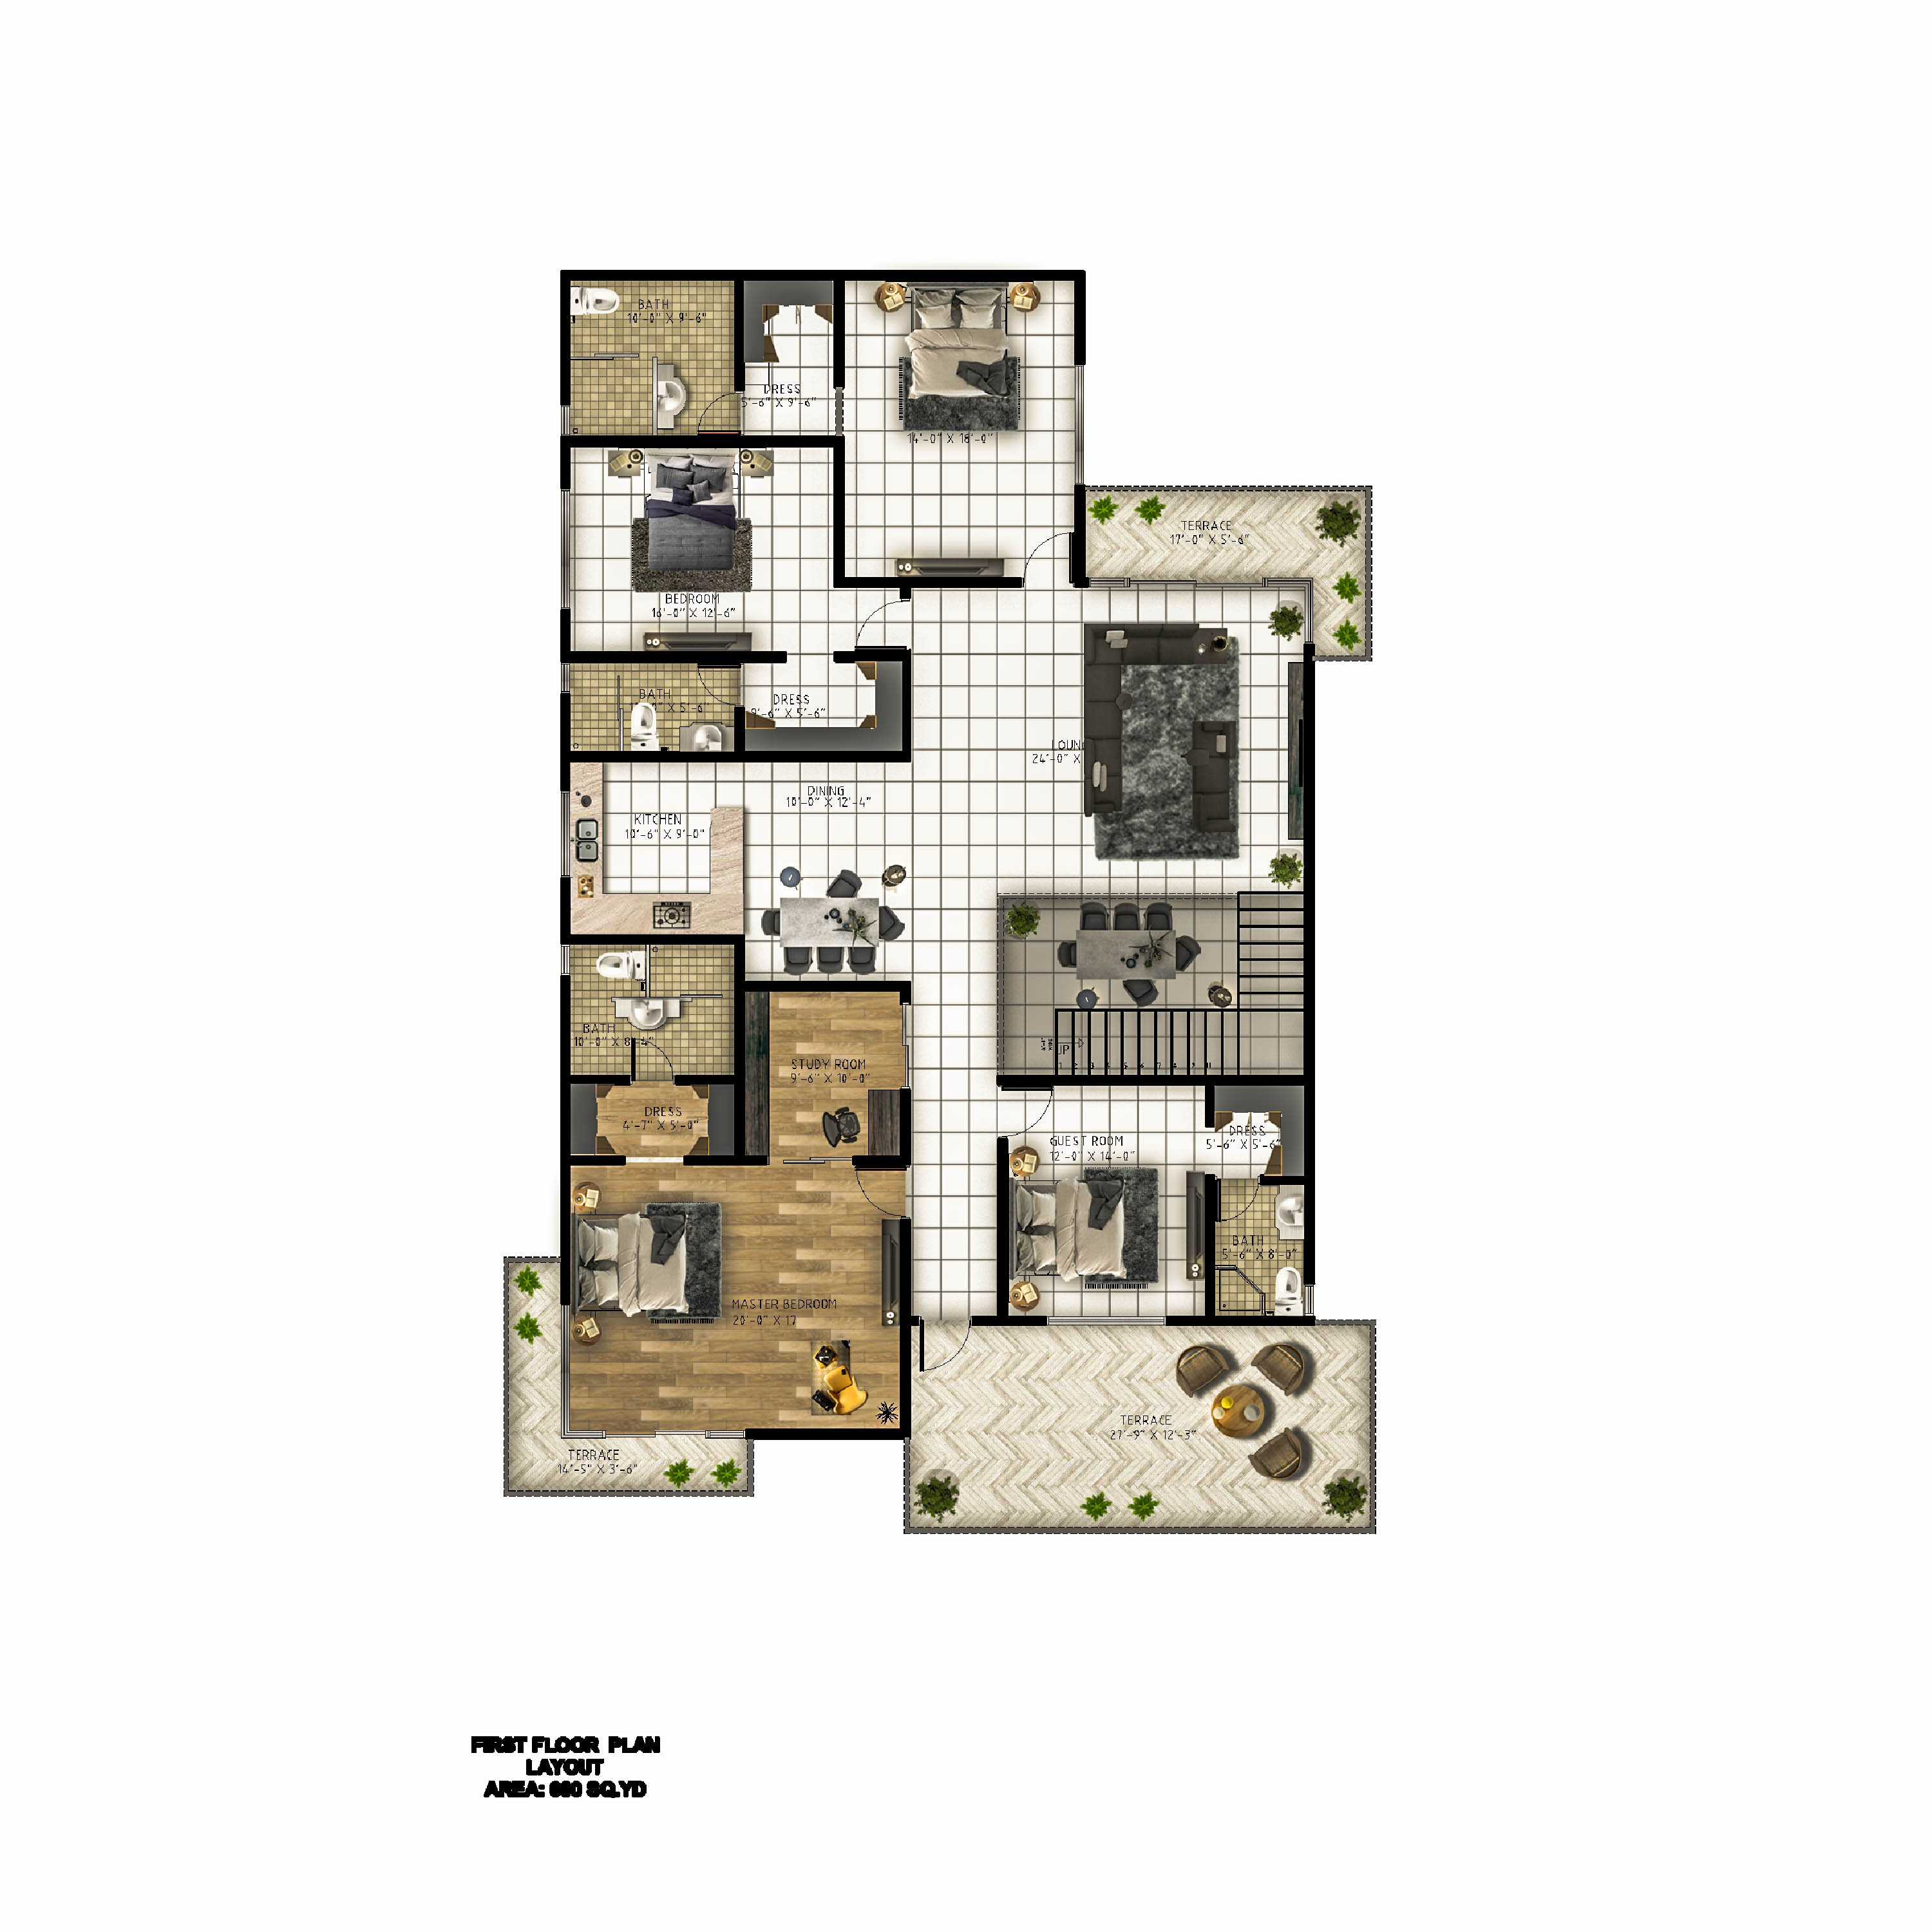 BATH
10'-0" X 9'-6"
DRESS
5'-6" X 9'-6"
14'-0" X 18'-0"
TERRACE
17'-0" X 5'-6"
BEDROOM
16'-0" X 12'-6"
BATH
X 5'-6"
DRESS
9'-6" X 5'-6"
LOUN
24'-0" X
DINING
10'-0" X 12'-4"
KITCHEN
10'-6" X 9'-0"
BATH
10'-0" X 8'-4"
UP
STUDY ROOM
9'-6" X 10'-0"
DRESS
4'-7" X 5'-0"
GUEST ROOM
12'-0" X 14'-0"
DRESS
5'-6" X 5'-6"
BATH
5'-6" X 8'-0"
MASTER BEDROOM
20'-0" X 17
TERRACE
27'-9" X 12'-3"
TERRACE
14'-5" X 3'-6"
FIRST FLOOR PLAN
LAYOUT
AREA: SQ.YD